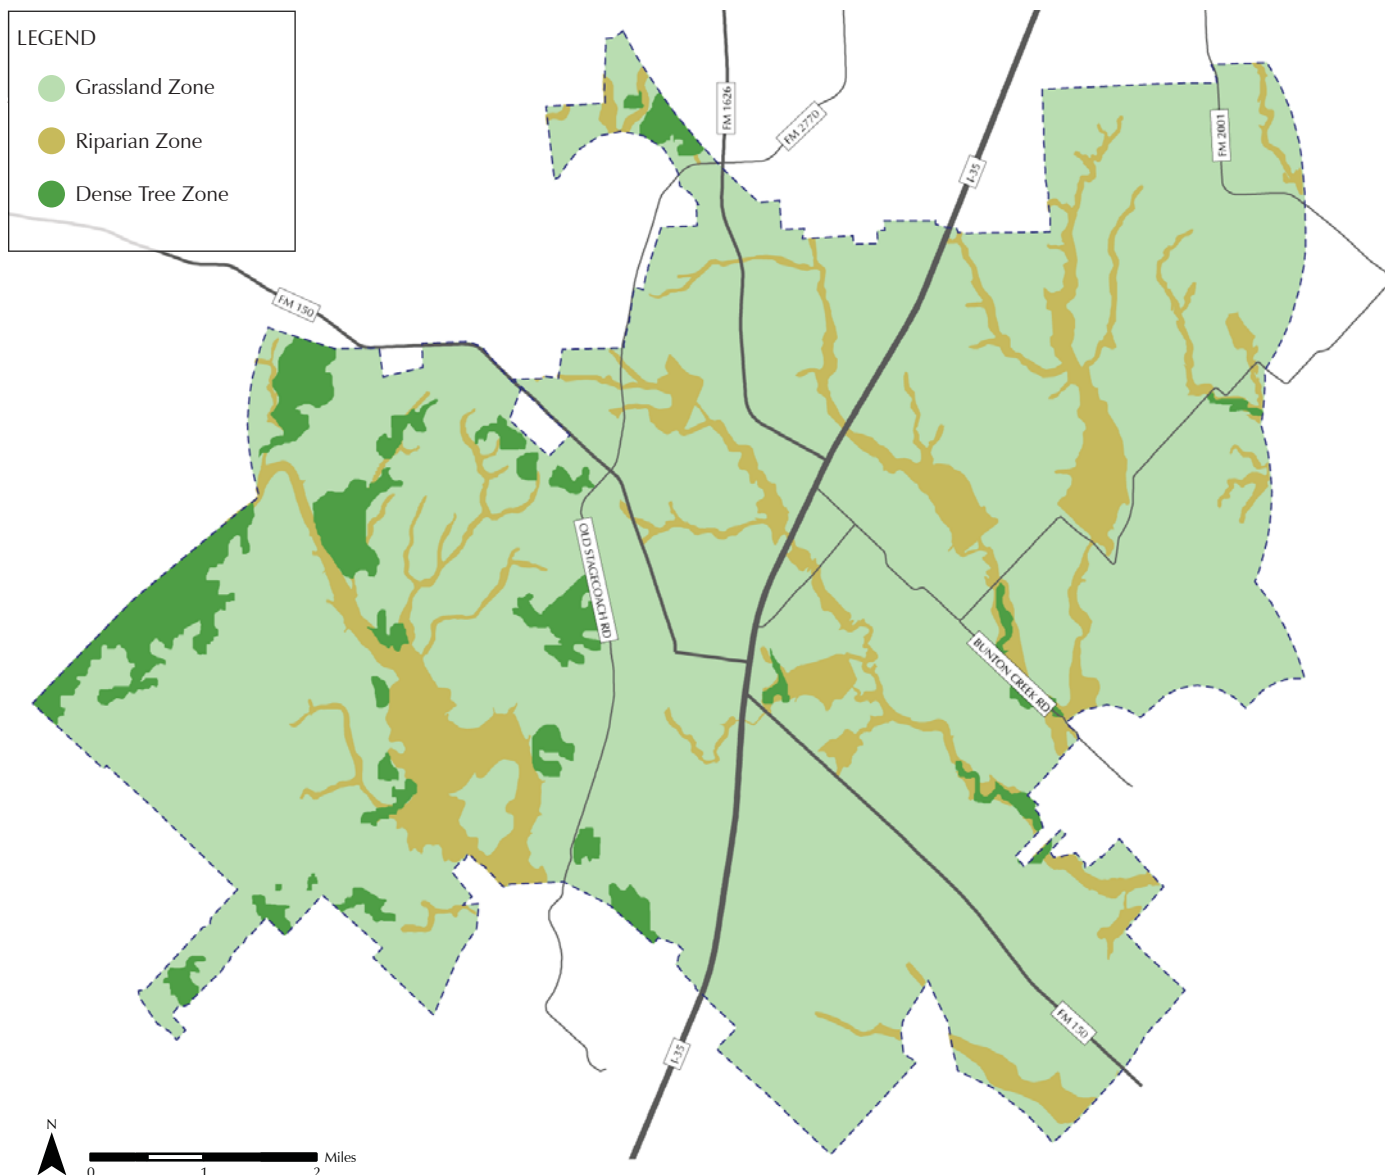 LEGEND
Grassland Zone
Riparian Zone
Dense Tree Zone
FM 1626
FM 2770
I-35
FM 2001
FM 150
OLD STAGECOACH RD
BUNTON CREEK RD
FM 150
I-35
N
0 1 2 Miles